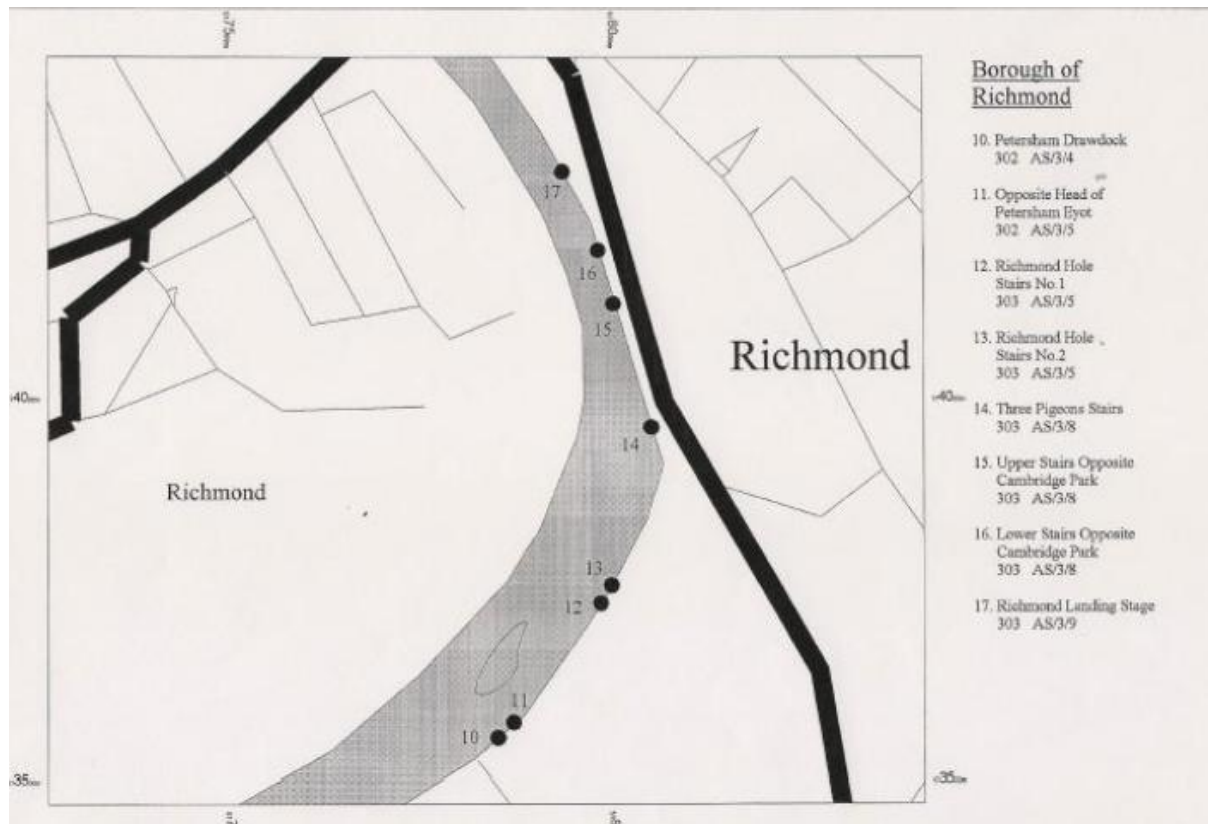 Borough of
Richmond
10. Petersham Drawdock
302 AS/3/4
11. Opposite Head of
Petersham Eyot
302 AS/3/5
12. Richmond Hole
Stairs No.1
303 AS/3/5
13. Richmond Hole
Stairs No.2
303 AS/3/5
14. Three Pigeons Stairs
303 AS/3/8
15. Upper Stairs Opposite
Cambridge Park
303 AS/3/8
16. Lower Stairs Opposite
Cambridge Park
303 AS/3/8
17. Richmond Landing Stage
303 AS/3/9
17
16
15
Richmond
14
Richmond
13
12
11
10